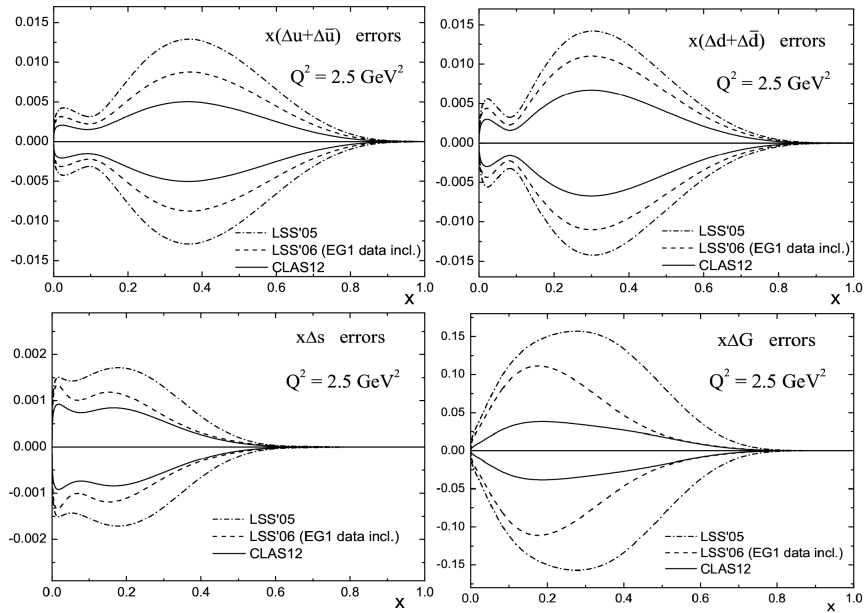 x(Δu+Δū) errors
Q² = 2.5 GeV²
0.015
0.010
0.005
0.000
-0.005
-0.010
-0.015
LSS'05
LSS'06 (EG1 data incl.)
CLAS12
0.0 0.2 0.4 0.6 0.8 1.0
x
x(Δd+Δd̄) errors
Q² = 2.5 GeV²
0.015
0.010
0.005
0.000
-0.005
-0.010
-0.015
LSS'05
LSS'06 (EG1 data incl.)
CLAS12
0.0 0.2 0.4 0.6 0.8 1.0
x
xΔs errors
Q² = 2.5 GeV²
0.002
0.001
0.000
-0.001
-0.002
LSS'05
LSS'06 (EG1 data incl.)
CLAS12
0.0 0.2 0.4 0.6 0.8 1.0
x
xΔG errors
Q² = 2.5 GeV²
0.15
0.10
0.05
0.00
-0.05
-0.10
-0.15
LSS'05
LSS'06 (EG1 data incl.)
CLAS12
0.0 0.2 0.4 0.6 0.8 1.0
x